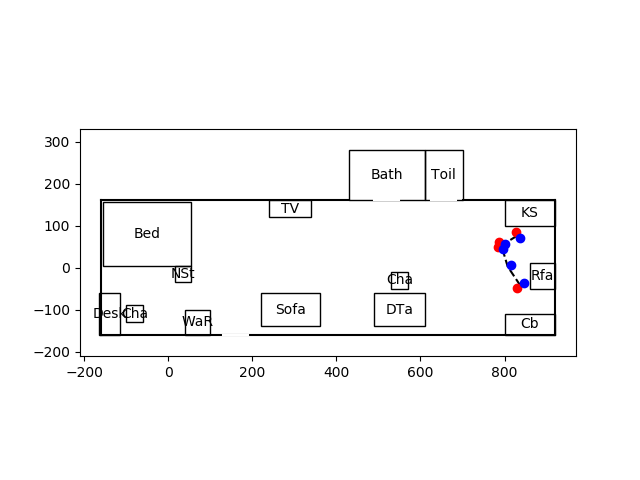 300
200
100
0
−100
−200
−200
0
200
400
600
800
Bath
Toil
TV
KS
Bed
NSt
Cha
Rfa
Desk
Cha
WaR
Sofa
DTa
Cb